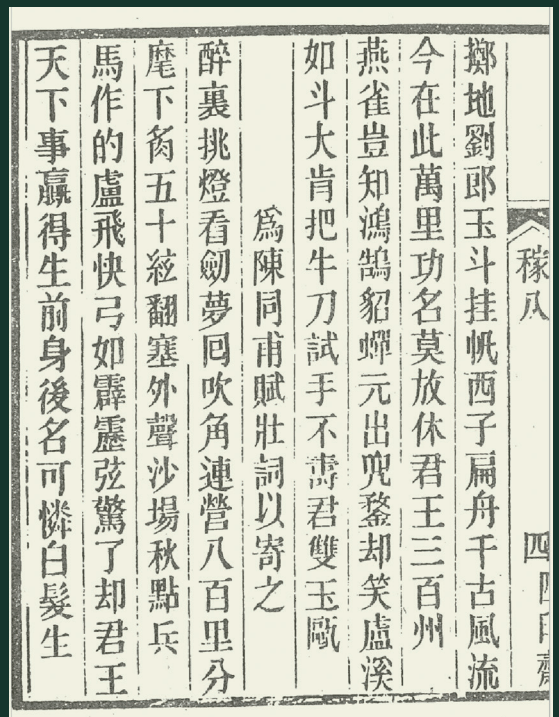 稼八
四
擲地劉郎玉斗挂帆西子扁舟千古風流
今在此萬里功名莫放休君王三百州
燕雀豈知鴻鵠貂蟬元出兜鍪却笑盧溪
如斗大肯把牛刀試手不壽君雙玉甌
爲陳同甫賦壯詞以寄之
醉裏挑燈看劒夢囘吹角連營八百里分
麾下炙五十絃翻塞外聲沙場秋點兵
馬作的盧飛快弓如霹靂弦驚了却君王
天下事贏得生前身後名可憐白髮生